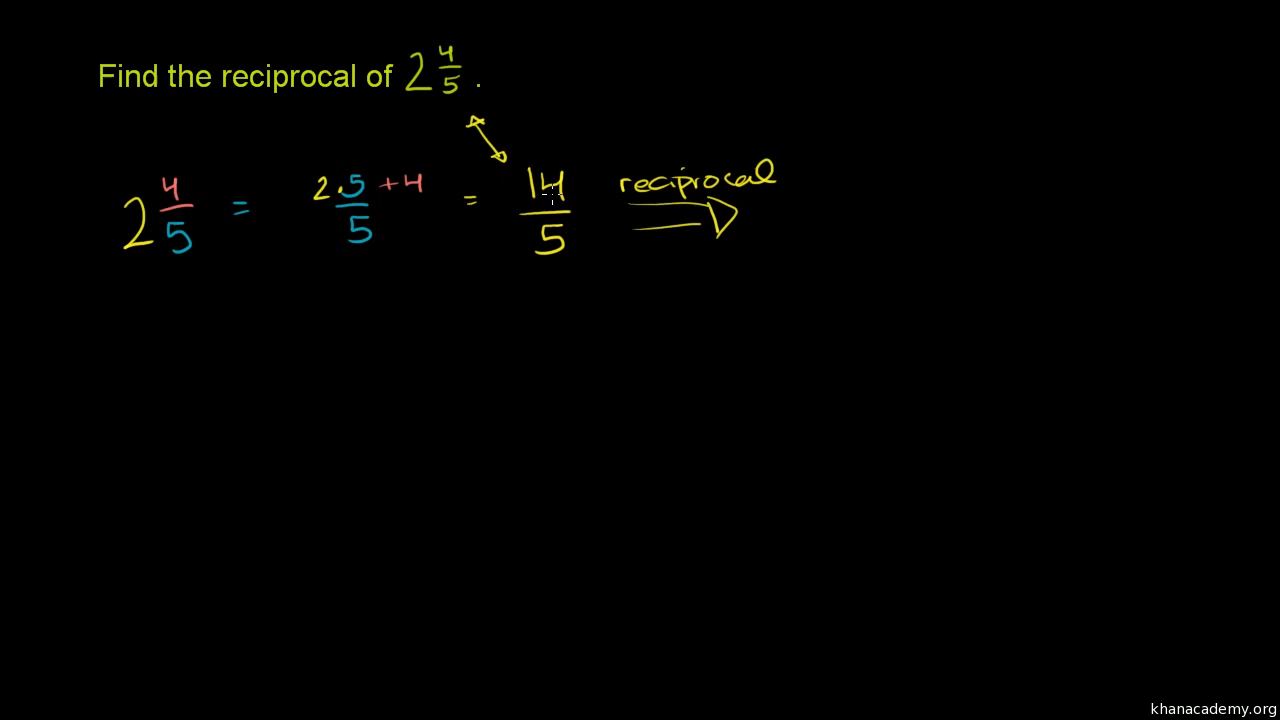 Find the reciprocal of 2 4/5 .
2 4/5 = 2·5+4/5 = 14/5 reciprocal
khanacademy.org